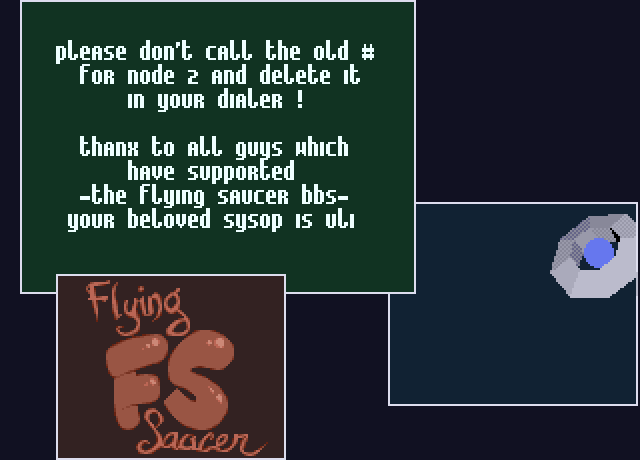 please don't call the old #
for node 2 and delete it
in your dialer !
thanx to all guys which
have supported
-the flying saucer bbs-
your beloved sysop is uli
Flying
FS
Saucer